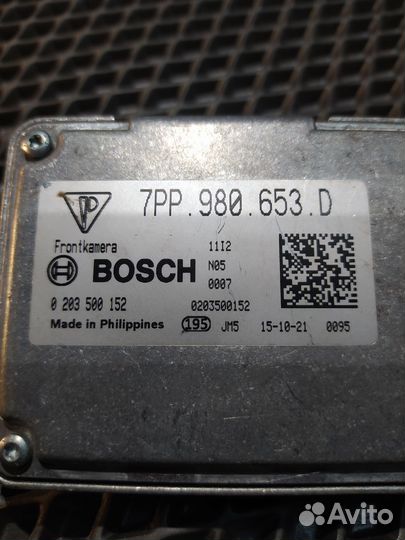 7PP.980.653.D
Frontkamera 11I2
BOSCH N05
0007
0 203 500 152 0203500152
Made in Philippines 195 JM5 15-10-21 0095
Avito